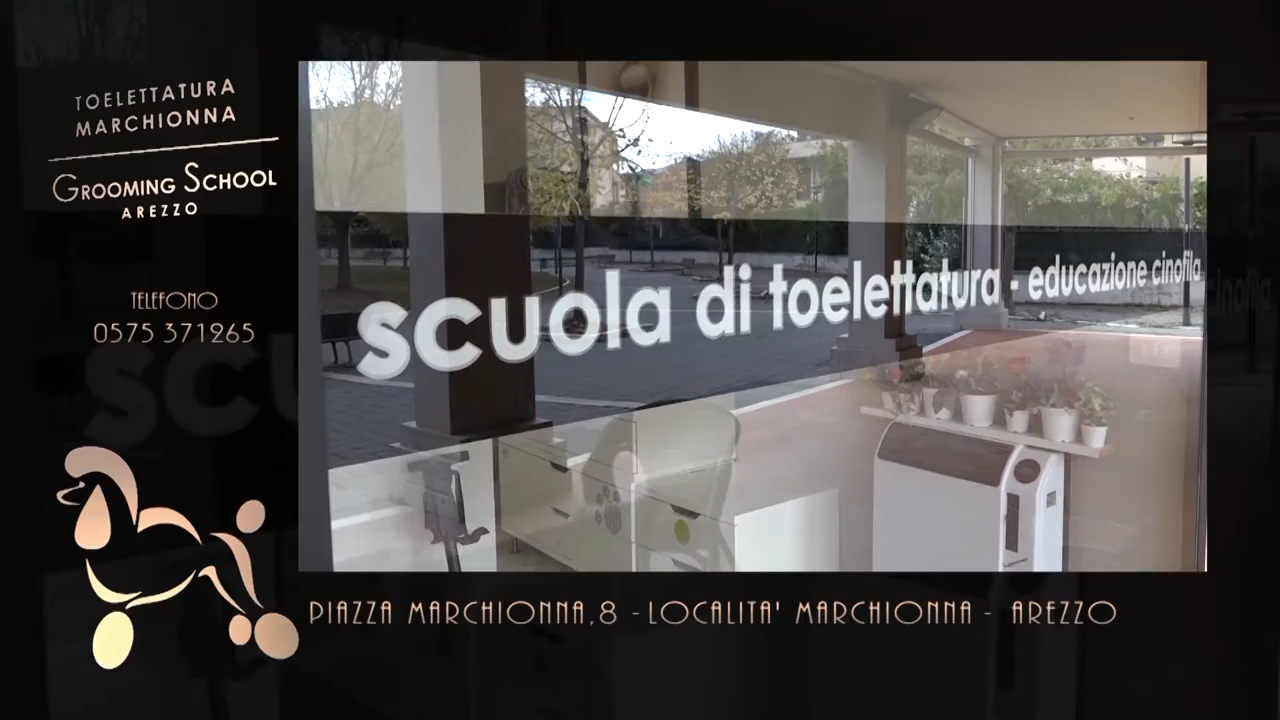 TOELETTATURA
MARCHIONNA
GROOMING SCHOOL
AREZZO
TELEFONO
0575 371265
scuola di toelettatura - educazione cinofila
PIAZZA MARCHIONNA,8 - LOCALITA' MARCHIONNA - AREZZO